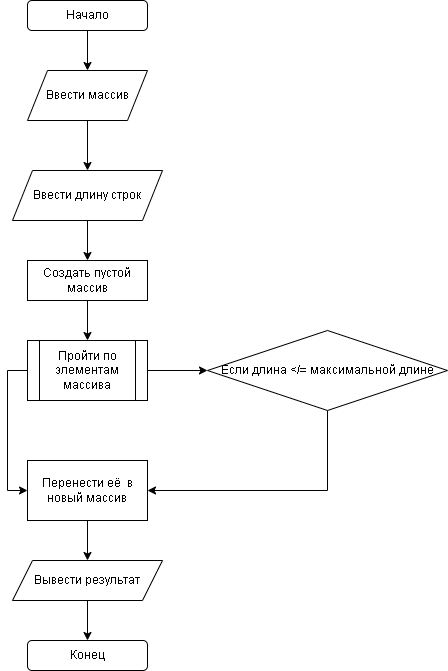 Начало
Ввести массив
Ввести длину строк
Создать пустой
массив
Пройти по
элементам
массива
Если длина </= максимальной длине
Перенести её в
новый массив
Вывести результат
Конец